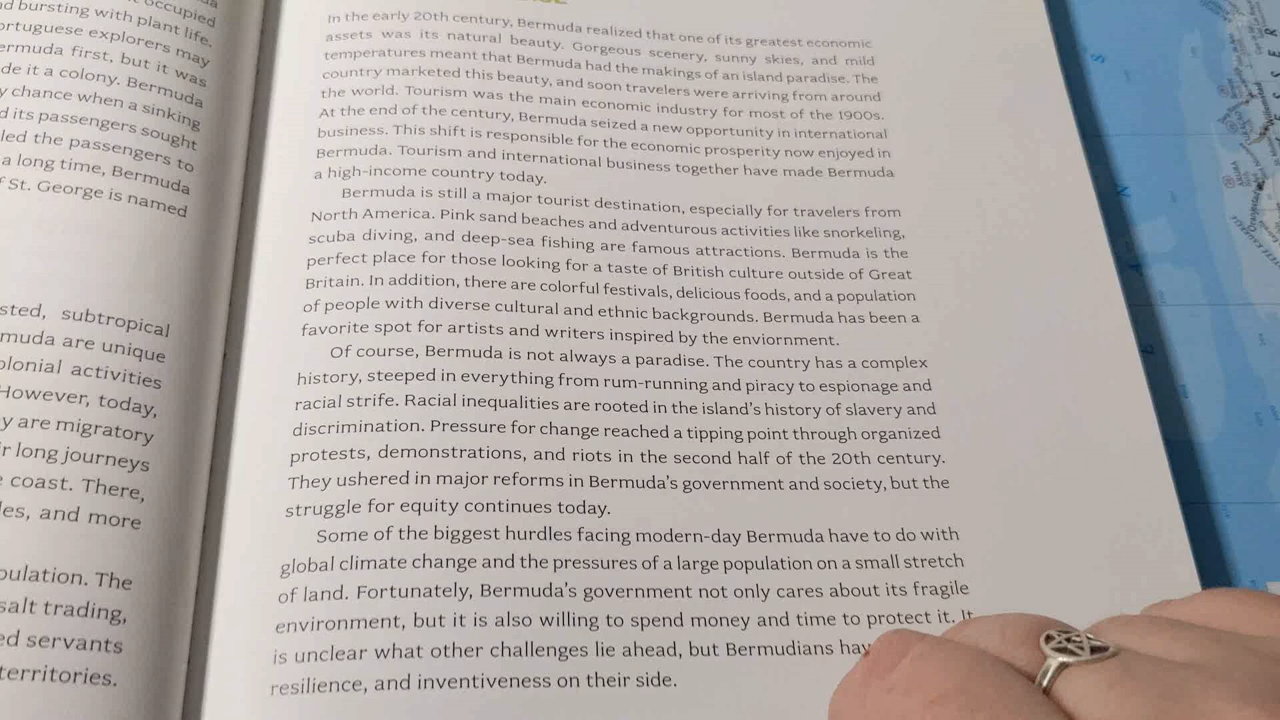 occupied
d bursting with plant life.
ortuguese explorers may
ermuda first, but it was
de it a colony. Bermuda
y chance when a sinking
d its passengers sought
led the passengers to
a long time, Bermuda
f St. George is named
sted, subtropical
muda are unique
olonial activities
However, today,
y are migratory
r long journeys
e coast. There,
les, and more
pulation. The
salt trading,
ed servants
territories.
In the early 20th century, Bermuda realized that one of its greatest economic
assets was its natural beauty. Gorgeous scenery, sunny skies, and mild
temperatures meant that Bermuda had the makings of an island paradise. The
country marketed this beauty, and soon travelers were arriving from around
the world. Tourism was the main economic industry for most of the 1900s.
At the end of the century, Bermuda seized a new opportunity in international
business. This shift is responsible for the economic prosperity now enjoyed in
Bermuda. Tourism and international business together have made Bermuda
a high-income country today.
Bermuda is still a major tourist destination, especially for travelers from
North America. Pink sand beaches and adventurous activities like snorkeling,
scuba diving, and deep-sea fishing are famous attractions. Bermuda is the
perfect place for those looking for a taste of British culture outside of Great
Britain. In addition, there are colorful festivals, delicious foods, and a population
of people with diverse cultural and ethnic backgrounds. Bermuda has been a
favorite spot for artists and writers inspired by the enviornment.
Of course, Bermuda is not always a paradise. The country has a complex
history, steeped in everything from rum-running and piracy to espionage and
racial strife. Racial inequalities are rooted in the island's history of slavery and
discrimination. Pressure for change reached a tipping point through organized
protests, demonstrations, and riots in the second half of the 20th century.
They ushered in major reforms in Bermuda's government and society, but the
struggle for equity continues today.
Some of the biggest hurdles facing modern-day Bermuda have to do with
global climate change and the pressures of a large population on a small stretch
of land. Fortunately, Bermuda's government not only cares about its fragile
environment, but it is also willing to spend money and time to protect it. It
is unclear what other challenges lie ahead, but Bermudians hav
resilience, and inventiveness on their side.